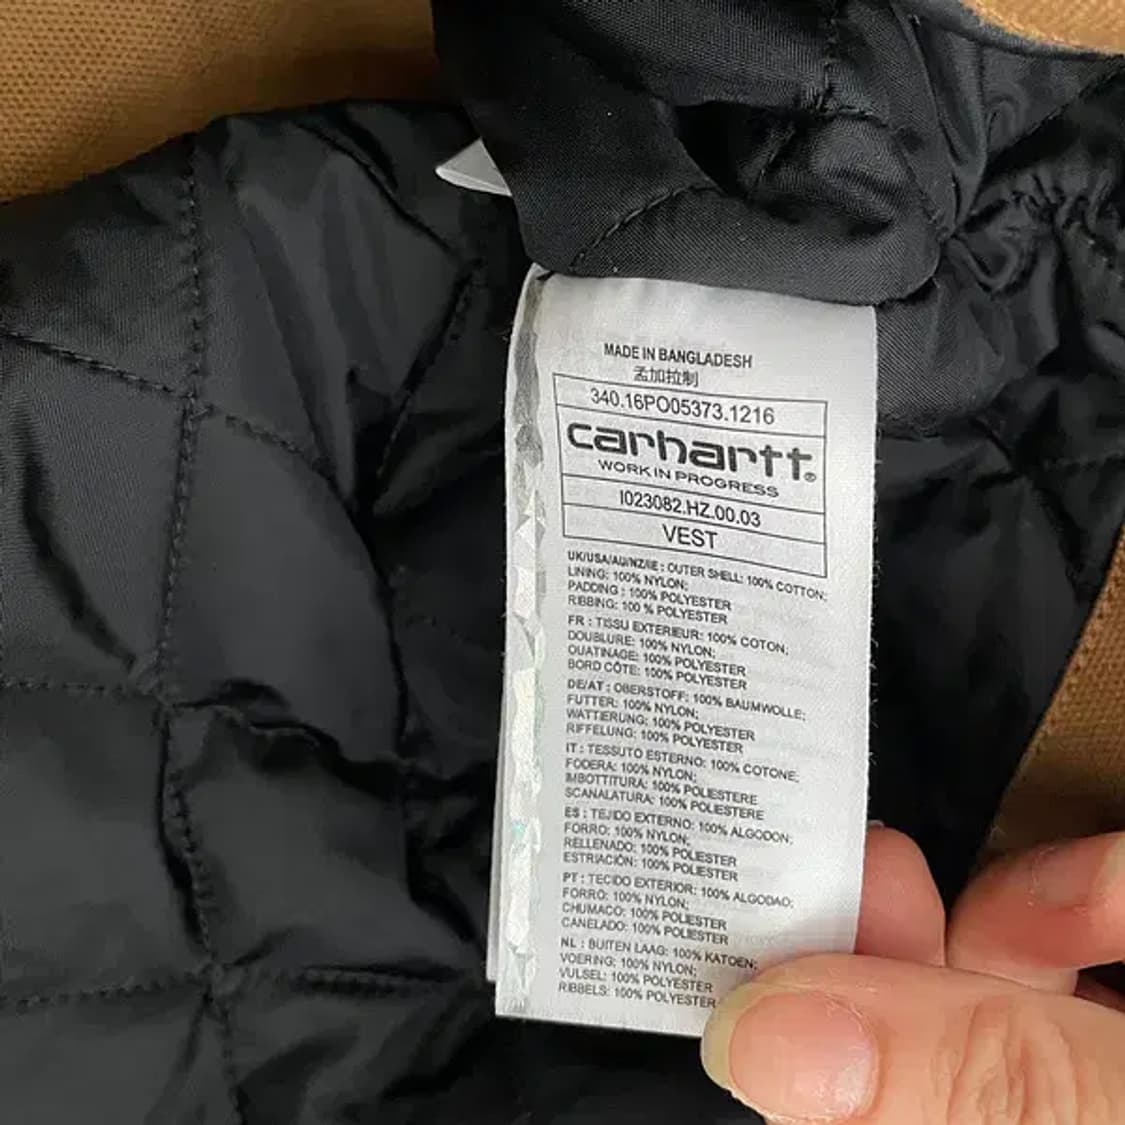 MADE IN BANGLADESH
孟加拉制
340.16PO05373.1216
carhartt®
WORK IN PROGRESS
I023082.HZ.00.03
VEST
UK/USA/AU/NZ/IE : OUTER SHELL: 100% COTTON;
LINING: 100% NYLON;
PADDING : 100% POLYESTER
RIBBING: 100 % POLYESTER
FR : TISSU EXTERIEUR: 100% COTON;
DOUBLURE: 100% NYLON;
OUATINAGE: 100% POLYESTER
BORD CÔTE: 100% POLYESTER
DE/AT : OBERSTOFF: 100% BAUMWOLLE;
FUTTER: 100% NYLON;
WATTIERUNG: 100% POLYESTER
RIFFELUNG: 100% POLYESTER
IT : TESSUTO ESTERNO: 100% COTONE;
FODERA: 100% NYLON;
IMBOTTITURA: 100% POLIESTERE
SCANALATURA: 100% POLIESTERE
ES : TEJIDO EXTERNO: 100% ALGODON;
FORRO: 100% NYLON;
RELLENADO: 100% POLIESTER
ESTRIACIÓN: 100% POLIESTER
PT : TECIDO EXTERIOR: 100% ALGODAO;
FORRO: 100% NYLON;
CHUMACO: 100% POLIESTER
CANELADO: 100% POLIESTER
NL : BUITEN LAAG: 100% KATOEN;
VOERING: 100% NYLON;
VULSEL: 100% POLYESTER
RIBBELS: 100% POLYESTER